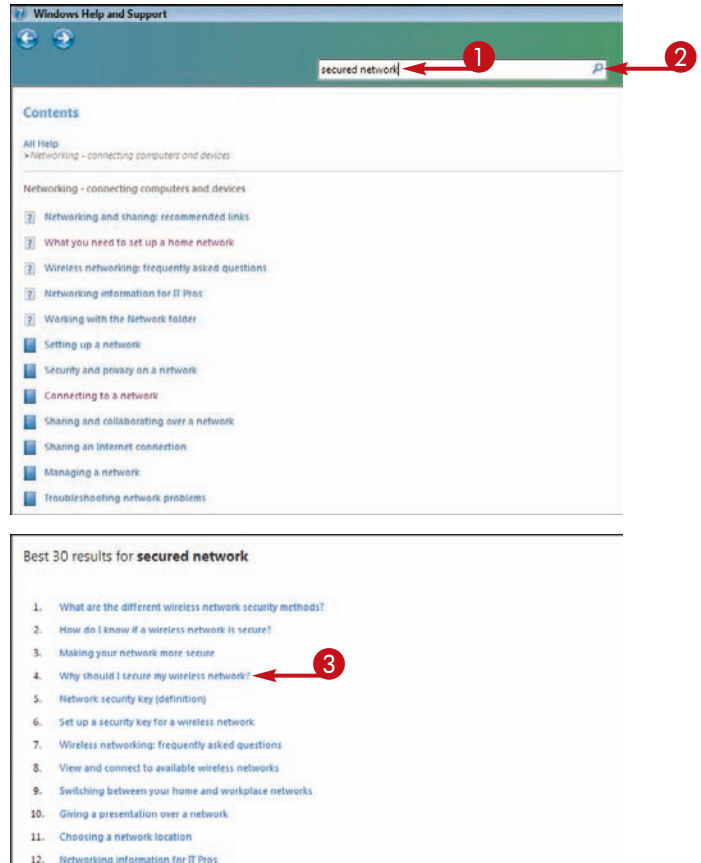 Windows Help and Support
secured network
1
2
Contents
All Help
>Networking - connecting computers and devices
Networking - connecting computers and devices
? Networking and sharing: recommended links
? What you need to set up a home network
? Wireless networking: frequently asked questions
? Networking information for IT Pros
? Working with the Network folder
Setting up a network
Security and privacy on a network
Connecting to a network
Sharing and collaborating over a network
Sharing an Internet connection
Managing a network
Troubleshooting network problems
Best 30 results for secured network
1. What are the different wireless network security methods?
2. How do I know if a wireless network is secure?
3. Making your network more secure
4. Why should I secure my wireless network? 3
5. Network security key (definition)
6. Set up a security key for a wireless network
7. Wireless networking: frequently asked questions
8. View and connect to available wireless networks
9. Switching between your home and workplace networks
10. Giving a presentation over a network
11. Choosing a network location
12. Networking information for IT Pros